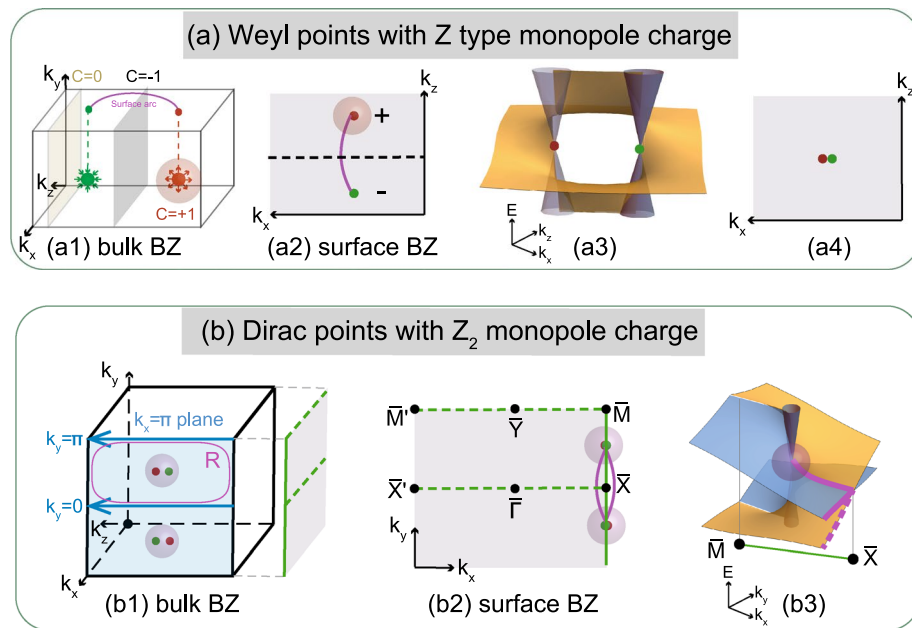 (a) Weyl points with Z type monopole charge
k_y
C=0
C=-1
Surface arc
k_z
C=+1
k_x
(a1) bulk BZ
k_z
+
-
k_x
(a2) surface BZ
E
k_z
k_x
(a3)
k_z
k_x
(a4)
(b) Dirac points with Z_2 monopole charge
k_y
k_x=π plane
k_y=π
R
k_y=0
k_z
k_x
(b1) bulk BZ
M̄'
Ȳ
M̄
X̄'
Γ̄
X̄
k_y
k_x
(b2) surface BZ
M̄
X̄
E
k_y
k_x
(b3)